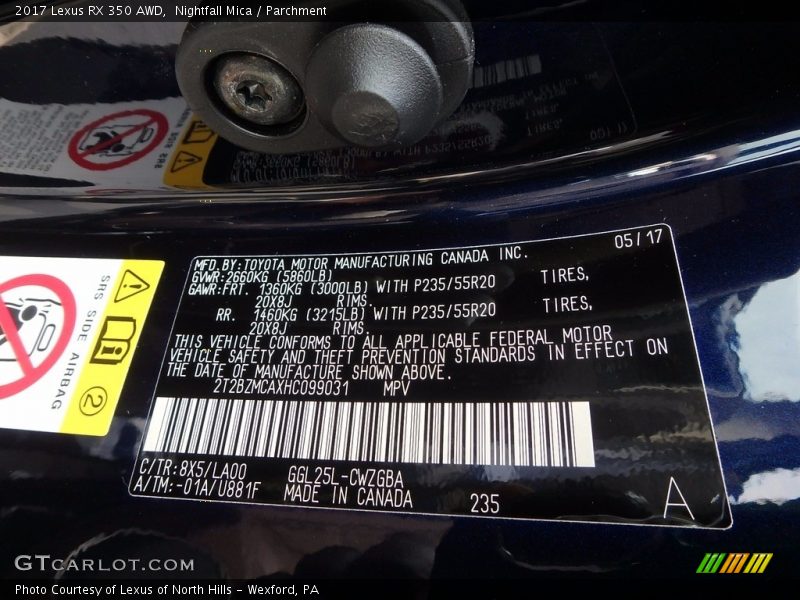 2017 Lexus RX 350 AWD, Nightfall Mica / Parchment
05/17
MFD.BY:TOYOTA MOTOR MANUFACTURING CANADA INC.
GVWR:2660KG (5860LB)
GAWR:FRT. 1360KG (3000LB) WITH P235/55R20 TIRES,
20X8J RIMS.
RR. 1460KG (3215LB) WITH P235/55R20 TIRES,
20X8J RIMS.
THIS VEHICLE CONFORMS TO ALL APPLICABLE FEDERAL MOTOR
VEHICLE SAFETY AND THEFT PREVENTION STANDARDS IN EFFECT ON
THE DATE OF MANUFACTURE SHOWN ABOVE.
2T2BZMCAXHC099031 MPV
C/TR:8X5/LA00 GGL25L-CWZGBA
A/TM:-01A/U881F MADE IN CANADA 235 A
SRS SIDE AIRBAG
2
GTCARLOT.COM
Photo Courtesy of Lexus of North Hills – Wexford, PA